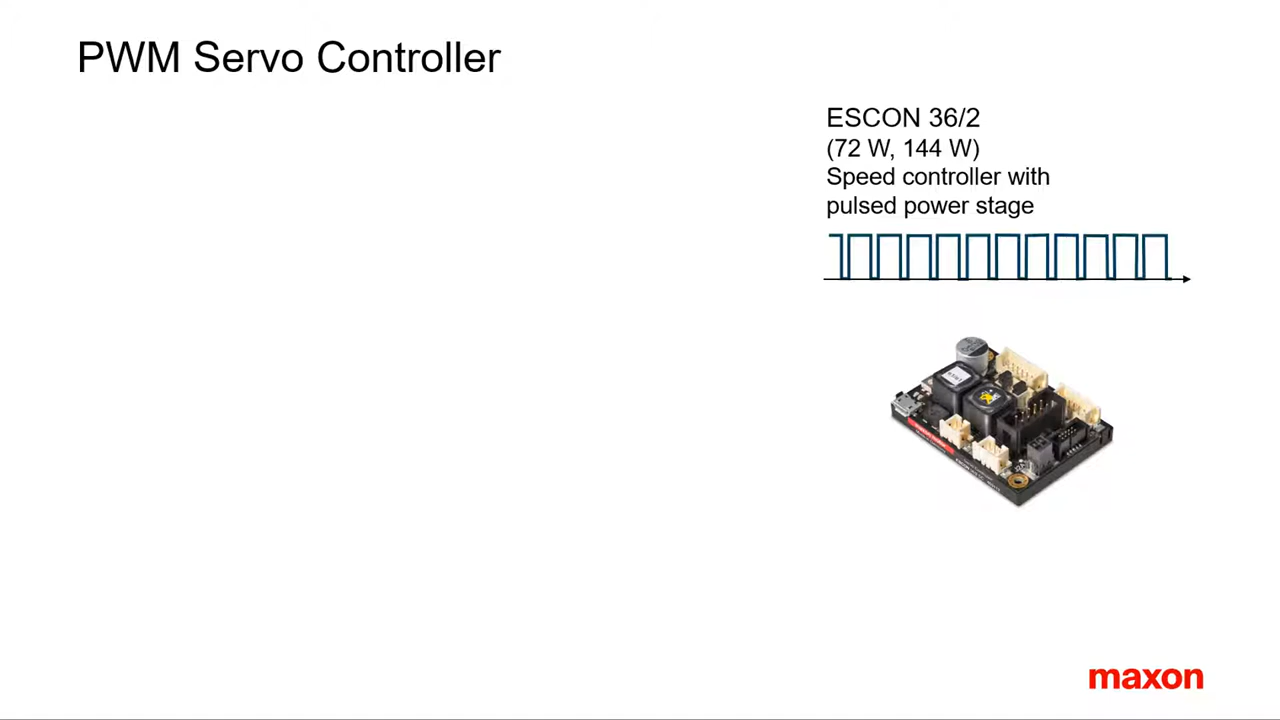 PWM Servo Controller
ESCON 36/2
(72 W, 144 W)
Speed controller with
pulsed power stage
maxon